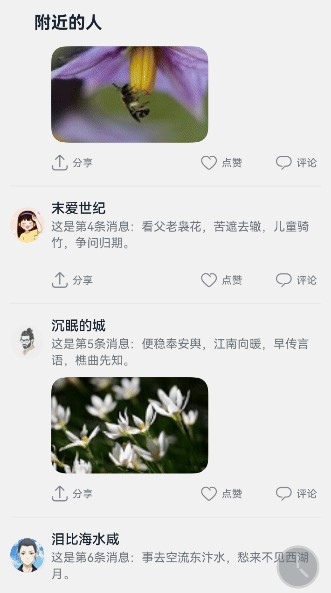 附近的人
分享 点赞 评论
末爱世纪
这是第4条消息：看父老裊花，苦遮去辙，儿童骑
竹，争问归期。
分享 点赞 评论
沉眠的城
这是第5条消息：便稳奉安舆，江南向暖，早传言
语，樵曲先知。
分享 点赞 评论
泪比海水咸
这是第6条消息：事去空流东汴水，愁来不见西湖
月。